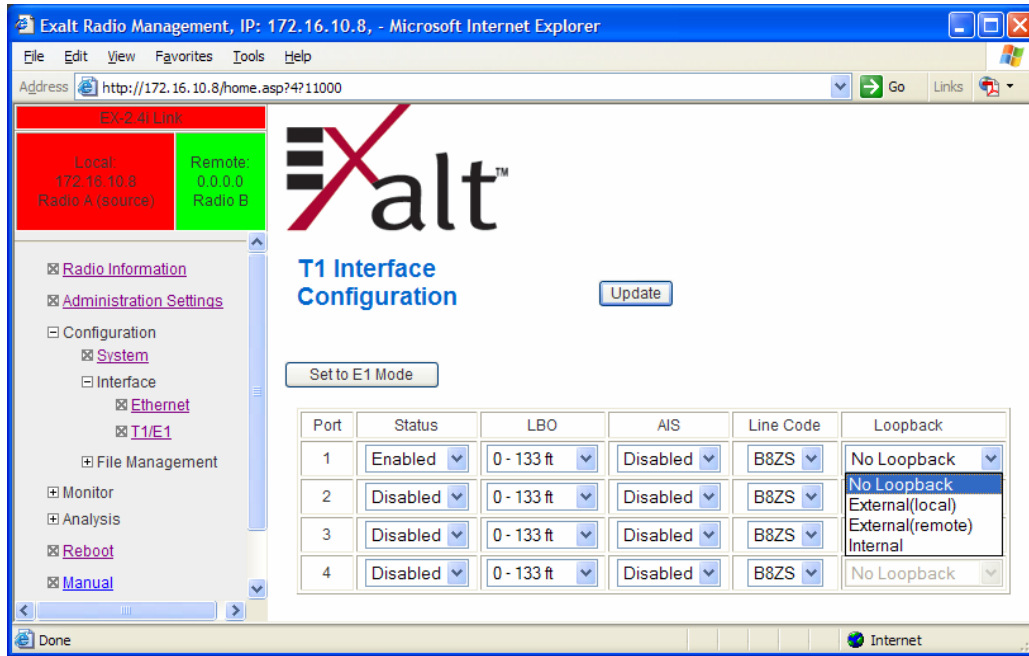 Exalt Radio Management, IP: 172.16.10.8, - Microsoft Internet Explorer
File Edit View Favorites Tools Help
Address http://172.16.10.8/home.asp?4?11000 Go Links
EX-2.4i Link
Local:
172.16.10.8
Radio A (source)
Remote:
0.0.0.0
Radio B
Radio Information
Administration Settings
Configuration
System
Interface
Ethernet
T1/E1
File Management
Monitor
Analysis
Reboot
Manual
EXalt™
T1 Interface
Configuration
Update
Set to E1 Mode
Port Status LBO AIS Line Code Loopback
1 Enabled 0 - 133 ft Disabled B8ZS No Loopback
No Loopback
External(local)
External(remote)
Internal
2 Disabled 0 - 133 ft Disabled B8ZS
3 Disabled 0 - 133 ft Disabled B8ZS
4 Disabled 0 - 133 ft Disabled B8ZS No Loopback
Done Internet